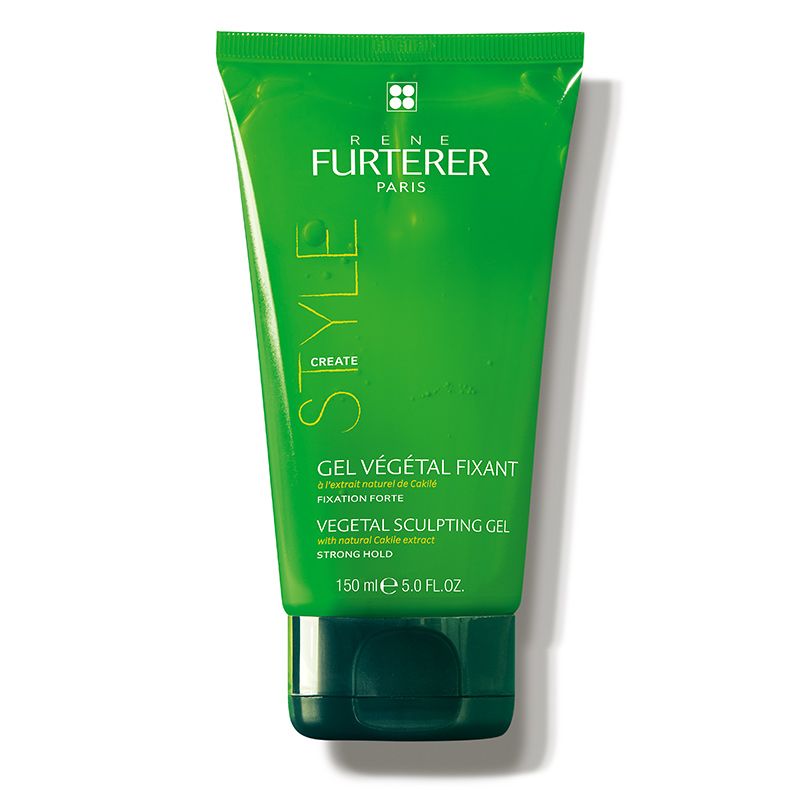 RENE
FURTERER
PARIS
STYLE
CREATE
GEL VÉGÉTAL FIXANT
à l'extrait naturel de Cakilé
FIXATION FORTE
VEGETAL SCULPTING GEL
with natural Cakile extract
STRONG HOLD
150 ml e 5.0 FL.OZ.